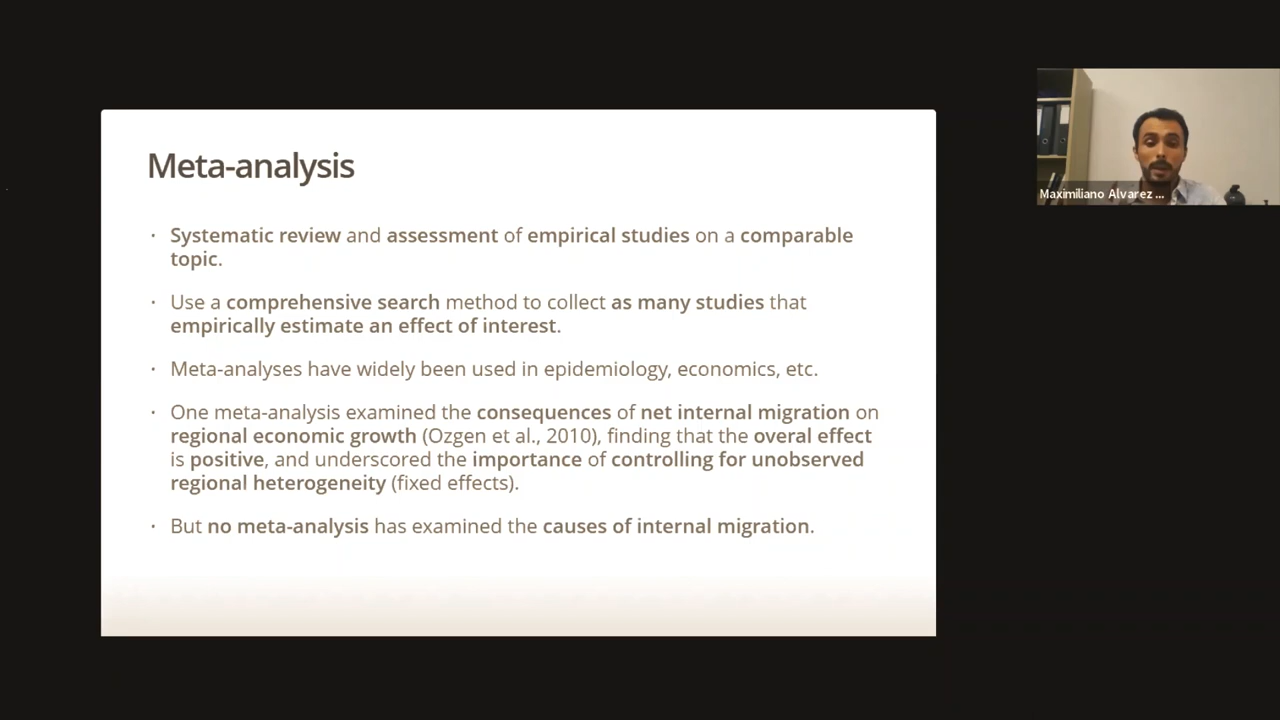 Meta-analysis
· Systematic review and assessment of empirical studies on a comparable
topic.
· Use a comprehensive search method to collect as many studies that
empirically estimate an effect of interest.
· Meta-analyses have widely been used in epidemiology, economics, etc.
· One meta-analysis examined the consequences of net internal migration on
regional economic growth (Ozgen et al., 2010), finding that the overal effect
is positive, and underscored the importance of controlling for unobserved
regional heterogeneity (fixed effects).
· But no meta-analysis has examined the causes of internal migration.
Maximiliano Alvarez ...